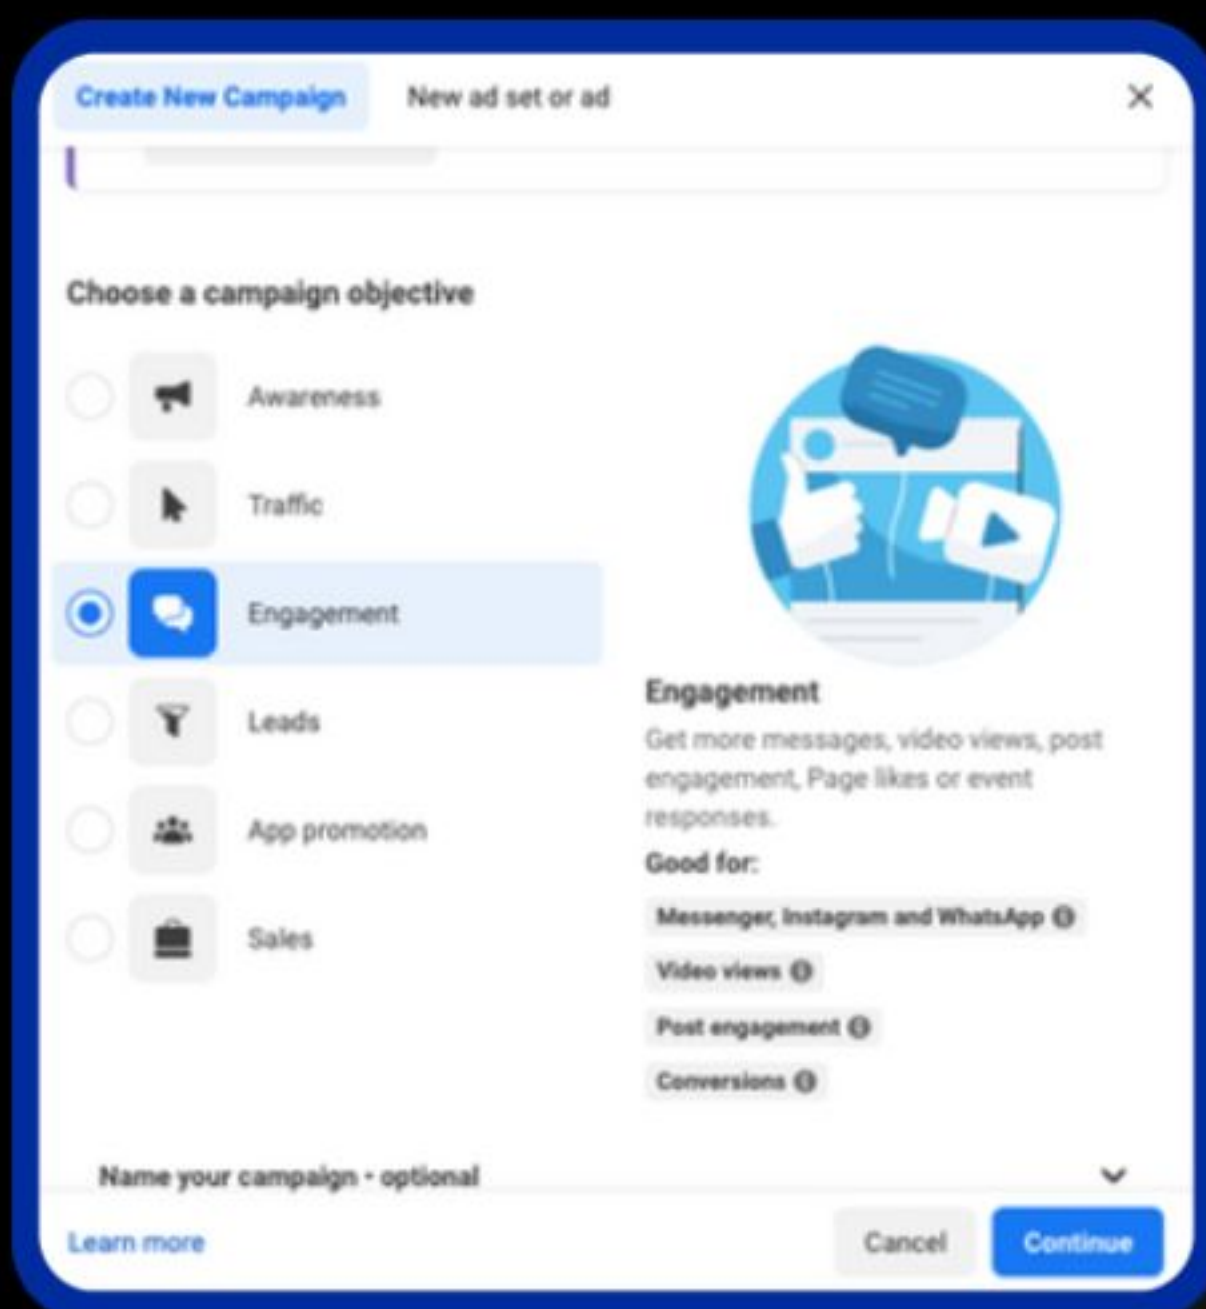 Create New Campaign
New ad set or ad
Choose a campaign objective
Awareness
Traffic
Engagement
Leads
App promotion
Sales
Engagement
Get more messages, video views, post
engagement, Page likes or event
responses.
Good for:
Messenger, Instagram and WhatsApp
Video views
Post engagement
Conversions
Name your campaign - optional
Learn more
Cancel
Continue